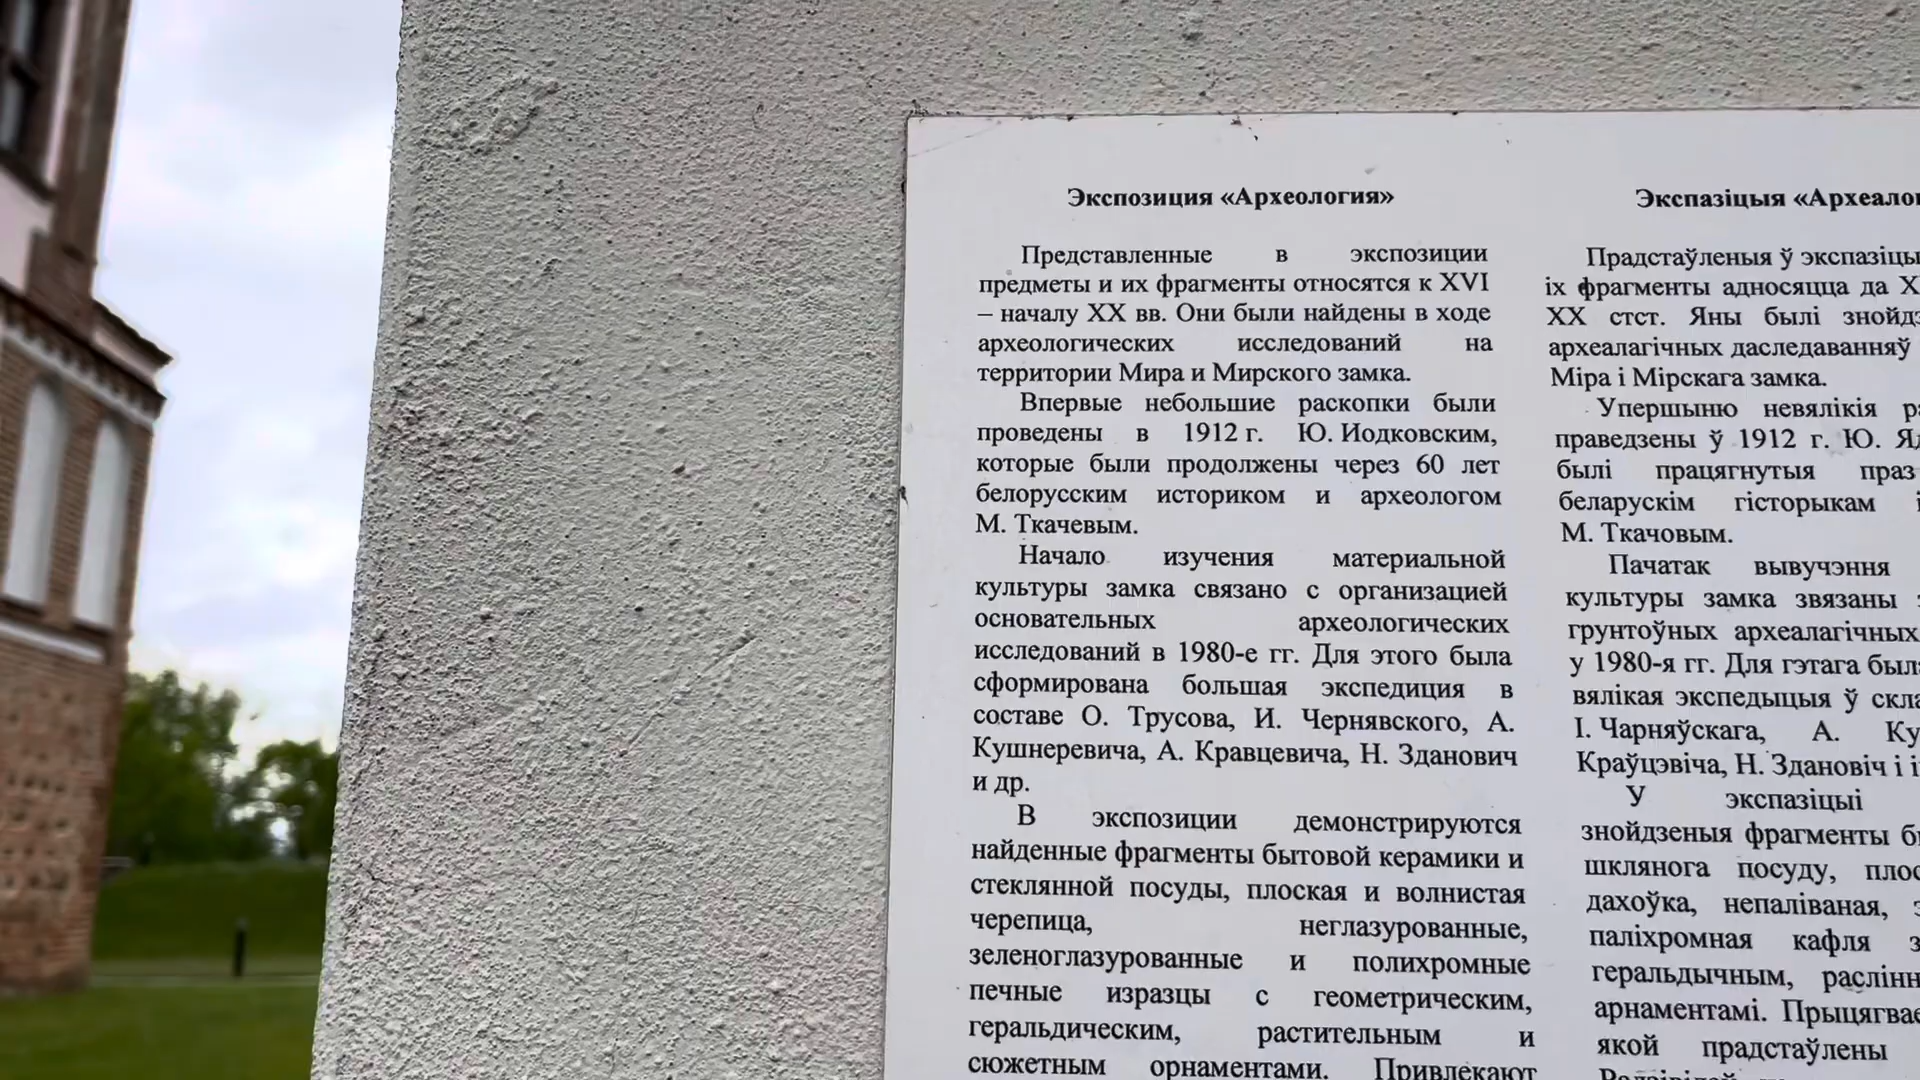 Экспозиция «Археология»
Представленные в экспозиции
предметы и их фрагменты относятся к XVI
– началу XX вв. Они были найдены в ходе
археологических исследований на
территории Мира и Мирского замка.
Впервые небольшие раскопки были
проведены в 1912 г. Ю. Иодковским,
которые были продолжены через 60 лет
белорусским историком и археологом
М. Ткачевым.
Начало изучения материальной
культуры замка связано с организацией
основательных археологических
исследований в 1980-е гг. Для этого была
сформирована большая экспедиция в
составе О. Трусова, И. Чернявского, А.
Кушнеревича, А. Кравцевича, Н. Зданович
и др.
В экспозиции демонстрируются
найденные фрагменты бытовой керамики и
стеклянной посуды, плоская и волнистая
черепица, неглазурованные,
зеленоглазурованные и полихромные
печные изразцы с геометрическим,
геральдическим, растительным и
сюжетным орнаментами. Привлекают
Экспазіцыя
Прадстаўленыя ў
іх фрагменты адносяцца да
XX стст. Яны былі
археалагічных даследаванняў
Міра і Мірскага замка.
Упершыню невялікія
праведзены ў 1912 г. Ю.
былі працягнутыя
беларускім гісторыкам
М. Ткачовым.
Пачатак вывучэння
культуры замка звязаны
грунтоўных археалагічных
у 1980-я гг. Для гэтага
вялікая экспедыцыя ў
І. Чарняўскага, А.
Краўцэвіча, Н. Здановіч і
У экспазіцыі
знойдзеныя фрагменты
шклянога посуду,
дахоўка, непаліваная,
паліхромная кафля
геральдычным,
арнаментамі.
якой прадстаўлены